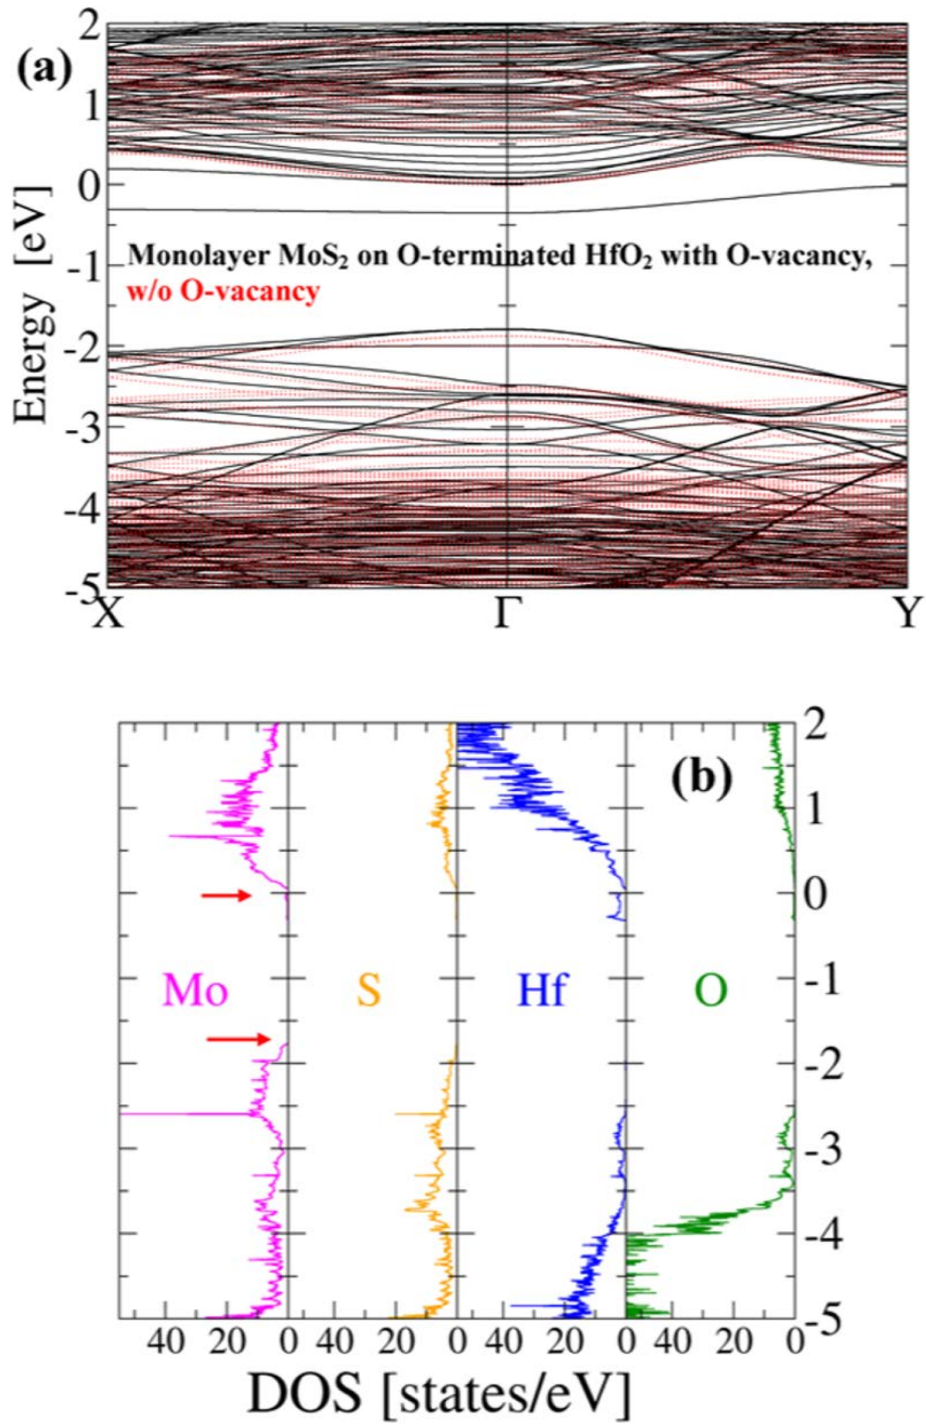 (a)
2
1
0
-1
-2
-3
-4
-5
Energy [eV]
Monolayer MoS₂ on O-terminated HfO₂ with O-vacancy,
w/o O-vacancy
X Γ Y
(b)
2
1
0
-1
-2
-3
-4
-5
Mo S Hf O
40 20 0 40 20 0 40 20 0 40 20 0
DOS [states/eV]